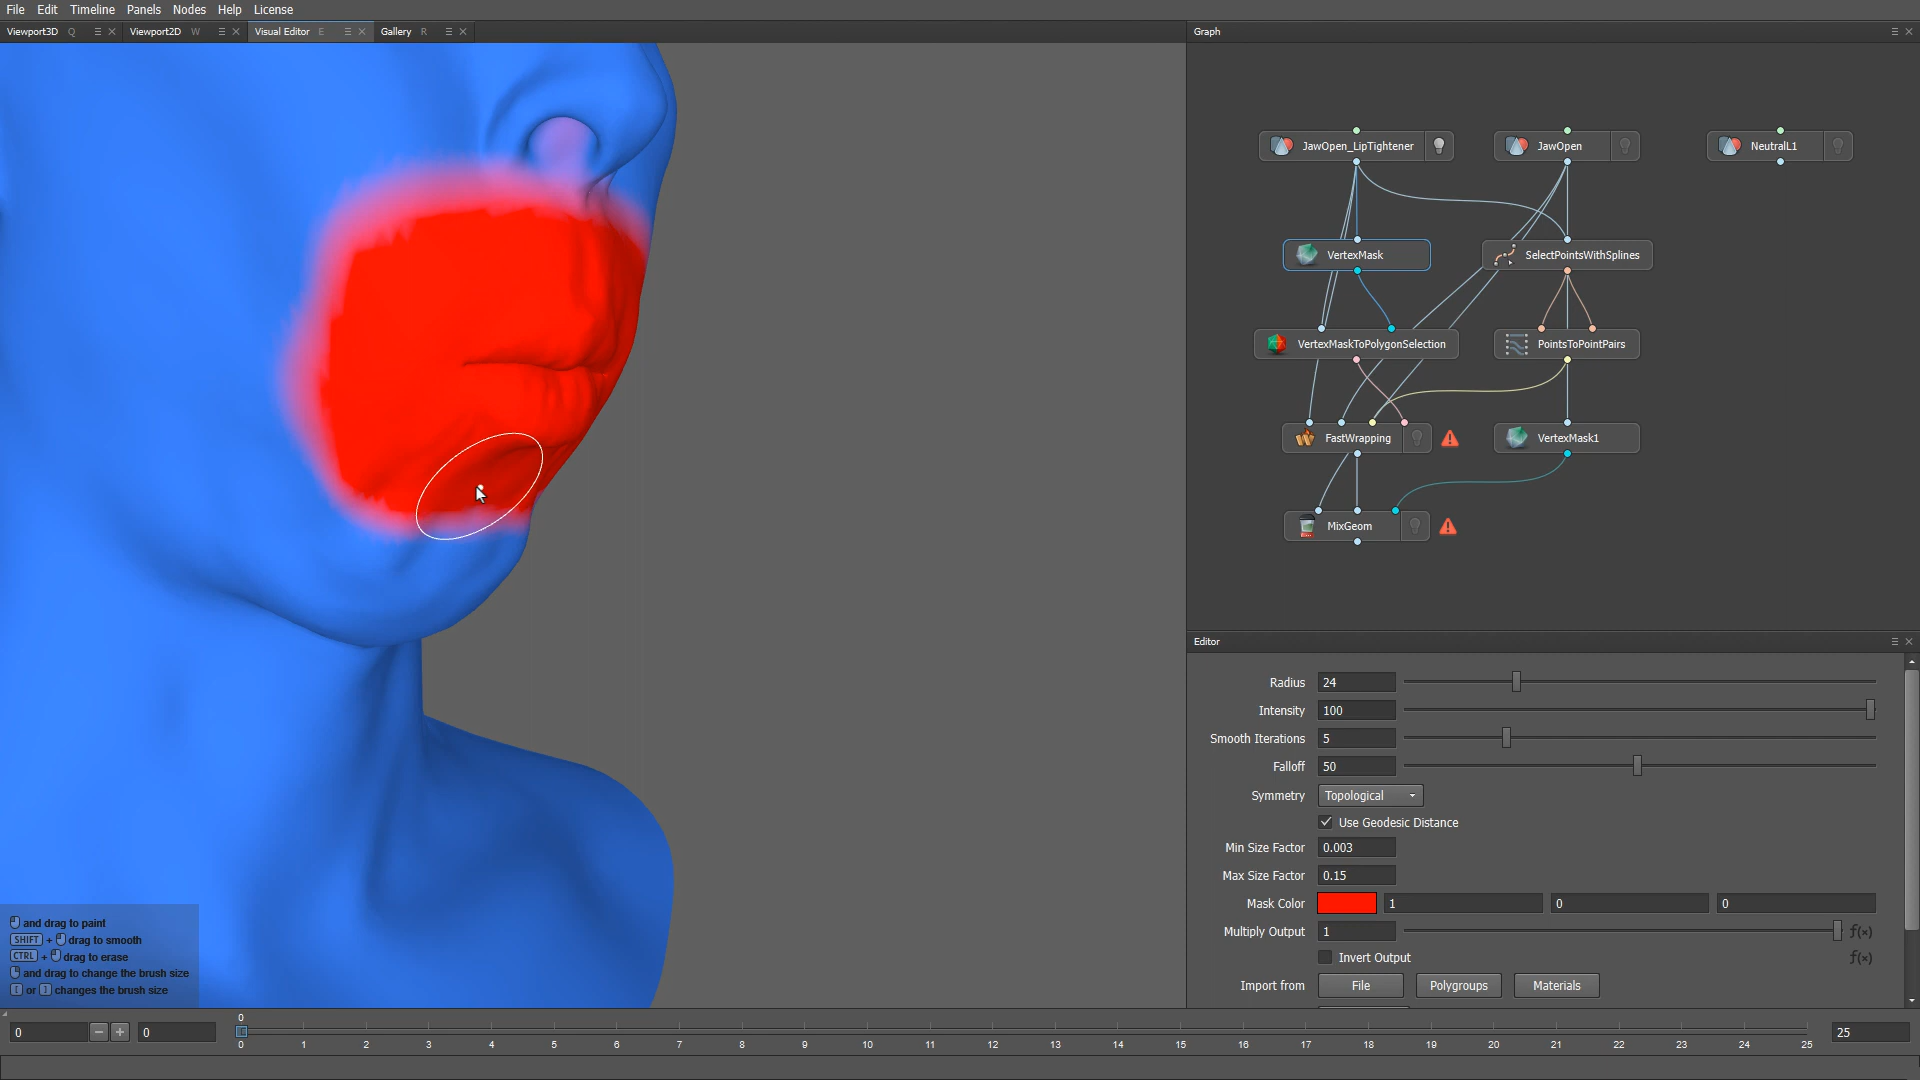 File Edit Timeline Panels Nodes Help License
Viewport3D Q Viewport2D W Visual Editor E Gallery R
Graph
JawOpen_LipTightener JawOpen NeutralL1
VertexMask SelectPointsWithSplines
VertexMaskToPolygonSelection PointsToPointPairs
FastWrapping VertexMask1
MixGeom
Editor
Radius 24
Intensity 100
Smooth Iterations 5
Falloff 50
Symmetry Topological
Use Geodesic Distance
Min Size Factor 0.003
Max Size Factor 0.15
Mask Color 1 0 0
Multiply Output 1 f(x)
Invert Output f(x)
Import from File Polygroups Materials
and drag to paint
SHIFT + drag to smooth
CTRL + drag to erase
and drag to change the brush size
[ or ] changes the brush size
0
0 − + 0 25
0 1 2 3 4 5 6 7 8 9 10 11 12 13 14 15 16 17 18 19 20 21 22 23 24 25